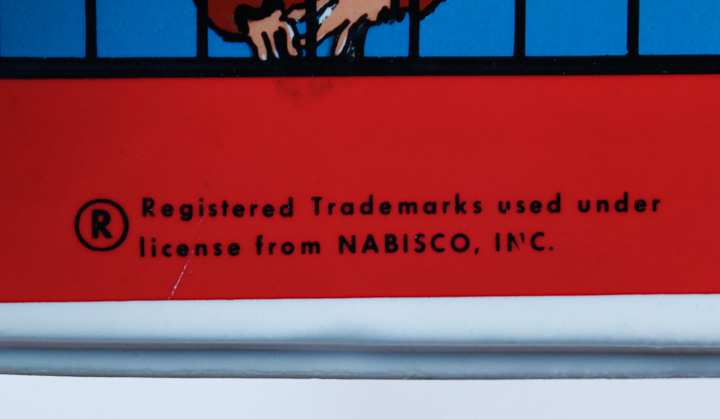 ® Registered Trademarks used under
license from NABISCO, INC.